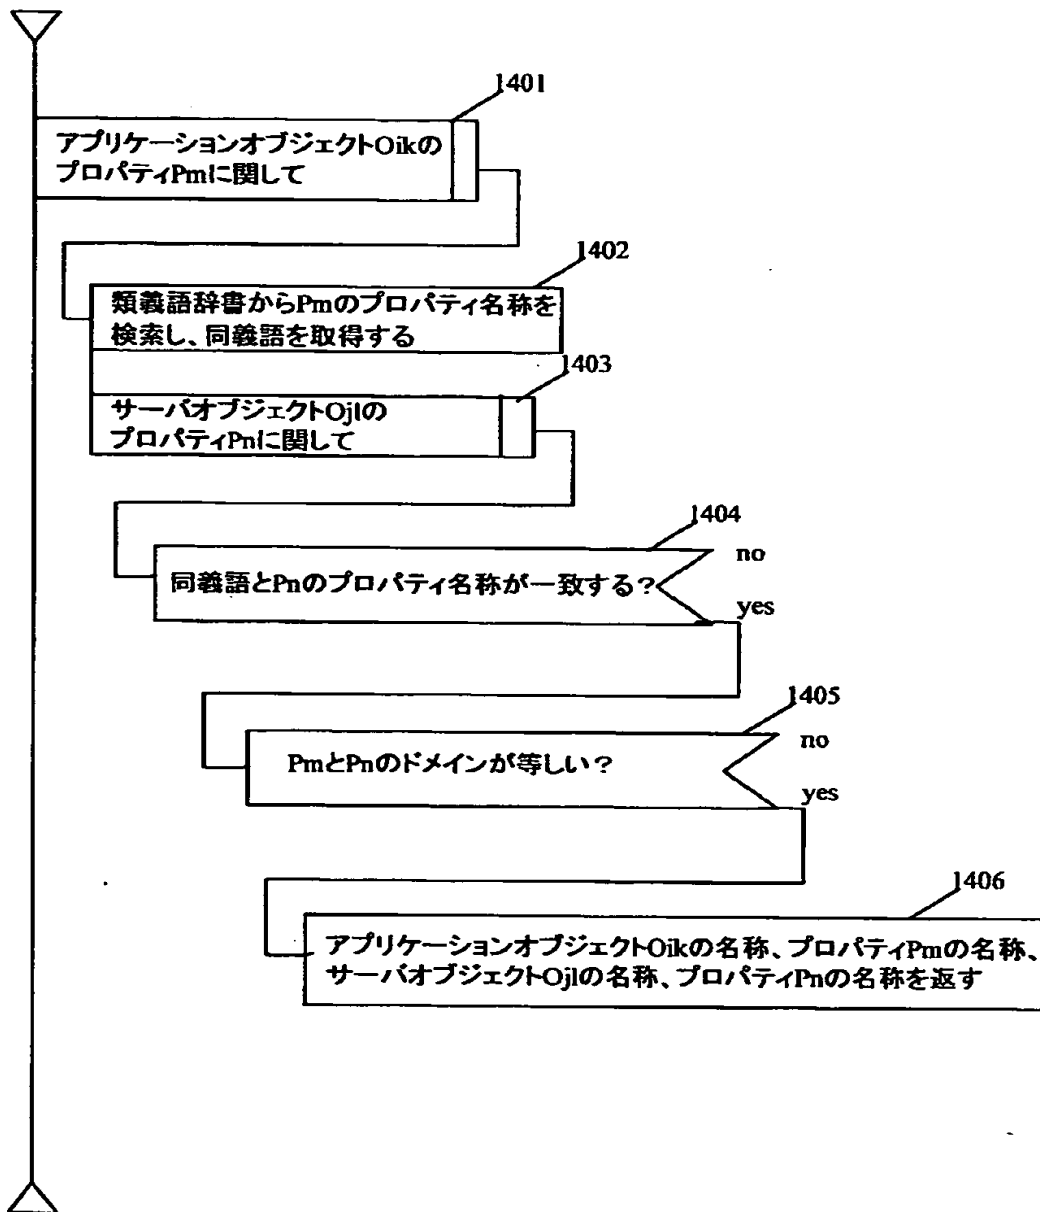 1401
アプリケーションオブジェクトOikの
プロパティPmに関して
1402
類義語辞書からPmのプロパティ名称を
検索し、同義語を取得する
1403
サーバオブジェクトOjlの
プロパティPnに関して
1404
no
同義語とPnのプロパティ名称が一致する?
yes
1405
no
PmとPnのドメインが等しい?
yes
1406
アプリケーションオブジェクトOikの名称、プロパティPmの名称、
サーバオブジェクトOjlの名称、プロパティPnの名称を返す